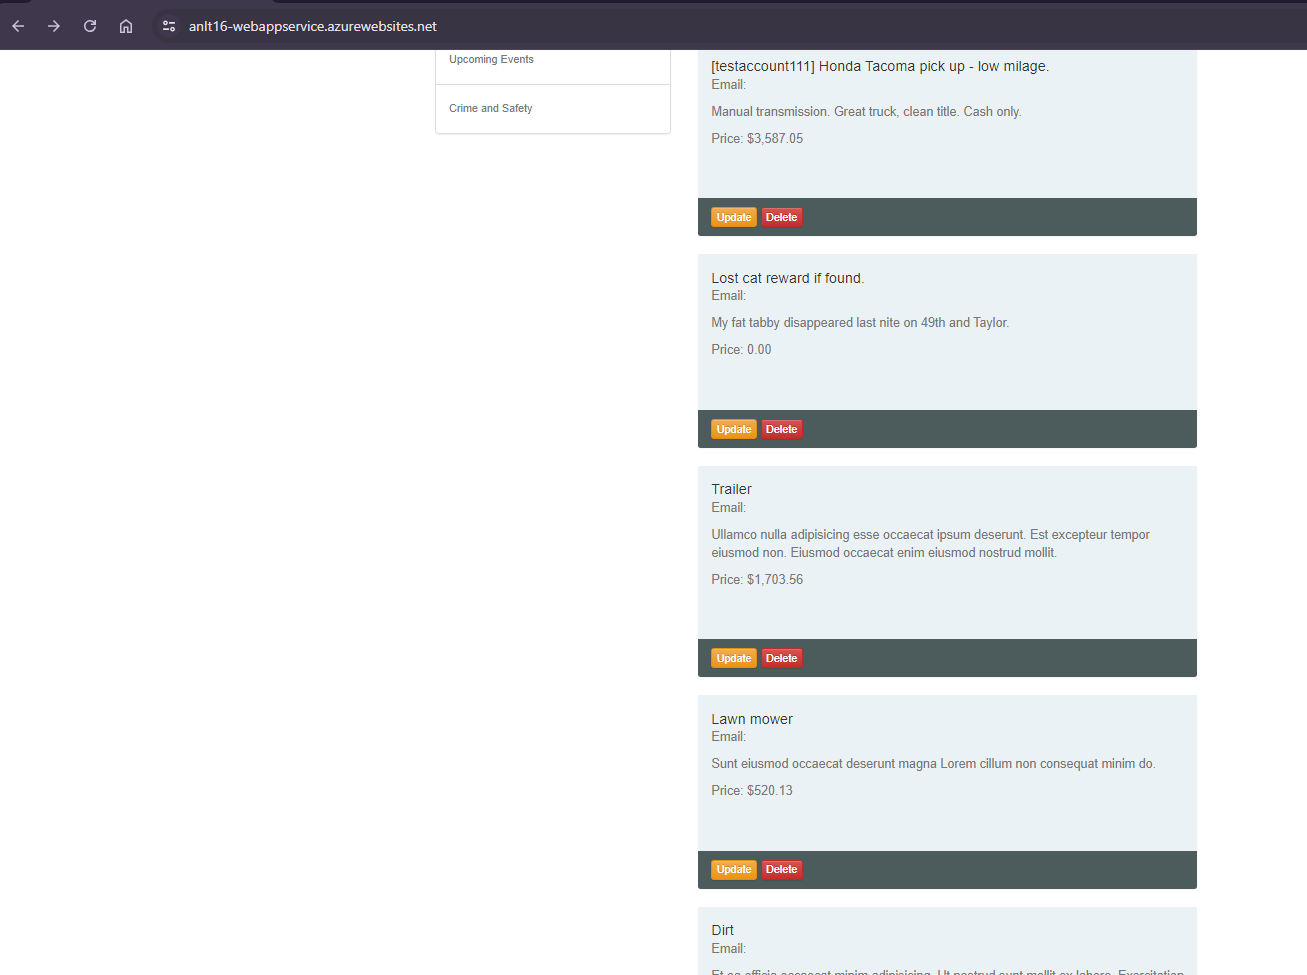 anlt16-webappservice.azurewebsites.net
Upcoming Events
Crime and Safety
[testaccount111] Honda Tacoma pick up - low milage.
Email:
Manual transmission. Great truck, clean title. Cash only.
Price: $3,587.05
Update Delete
Lost cat reward if found.
Email:
My fat tabby disappeared last nite on 49th and Taylor.
Price: 0.00
Update Delete
Trailer
Email:
Ullamco nulla adipisicing esse occaecat ipsum deserunt. Est excepteur tempor
eiusmod non. Eiusmod occaecat enim eiusmod nostrud mollit.
Price: $1,703.56
Update Delete
Lawn mower
Email:
Sunt eiusmod occaecat deserunt magna Lorem cillum non consequat minim do.
Price: $520.13
Update Delete
Dirt
Email: